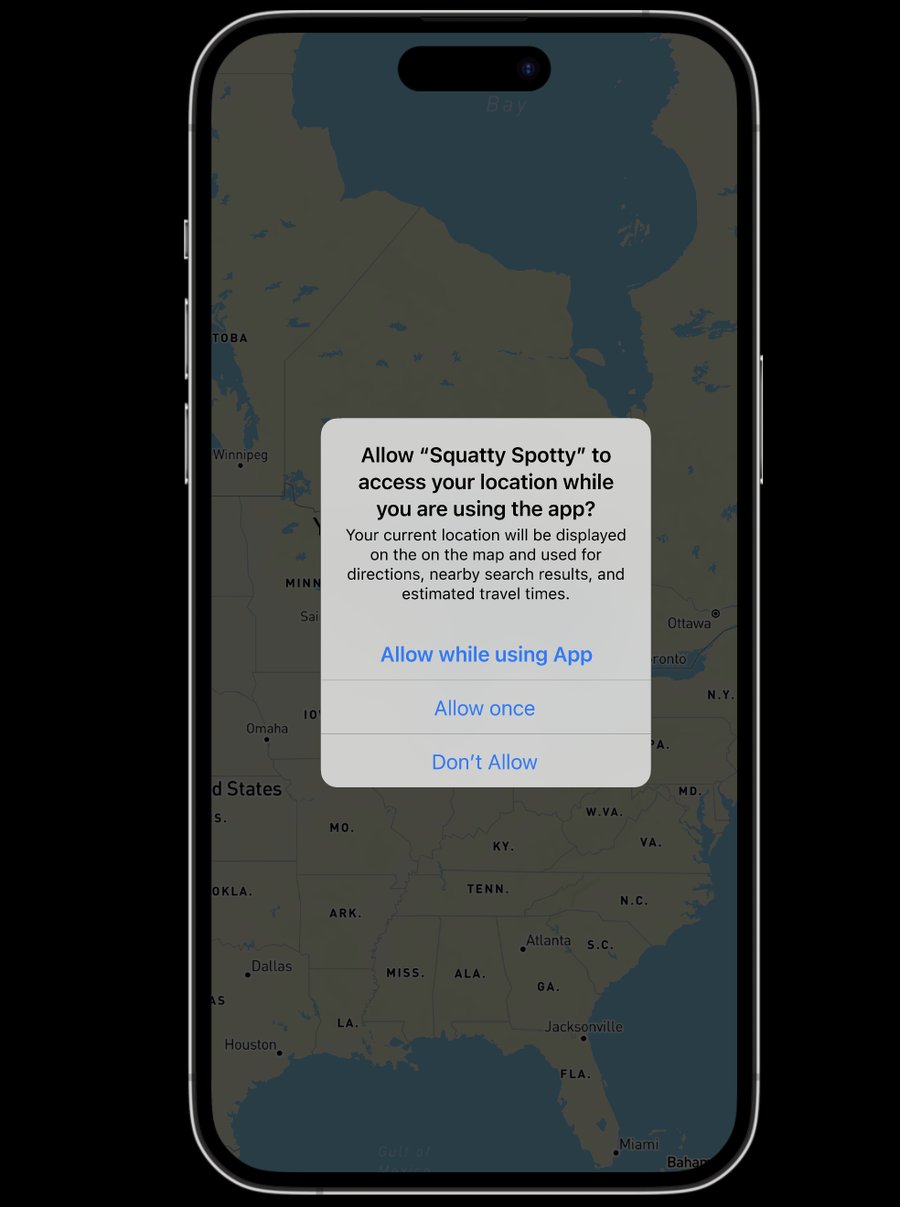 Bay
TOBA
Winnipeg
Allow “Squatty Spotty” to
access your location while
you are using the app?
Your current location will be displayed
on the on the map and used for
directions, nearby search results, and
estimated travel times.
MINN
Sai
Ottawa
ronto
Allow while using App
N.Y.
Allow once
IO
Omaha
PA.
Don’t Allow
d States
MD.
S.
W.VA.
MO.
KY.
VA.
OKLA.
TENN.
N.C.
ARK.
Atlanta
S.C.
Dallas
MISS.
ALA.
GA.
AS
LA.
Jacksonville
Houston
FLA.
Miami
Gulf of
Mexico
Baham